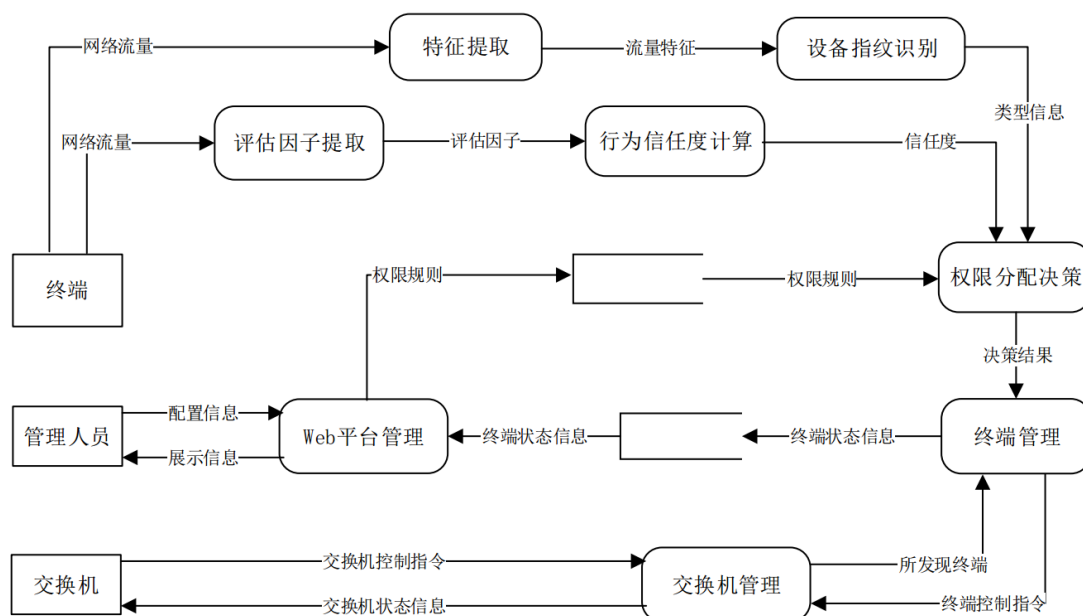 网络流量
特征提取
流量特征
设备指纹识别
类型信息
网络流量
评估因子提取
评估因子
行为信任度计算
信任度
终端
权限规则
权限规则
权限分配决策
决策结果
管理人员
配置信息
展示信息
Web平台管理
终端状态信息
终端状态信息
终端管理
交换机
交换机控制指令
交换机状态信息
交换机管理
所发现终端
终端控制指令